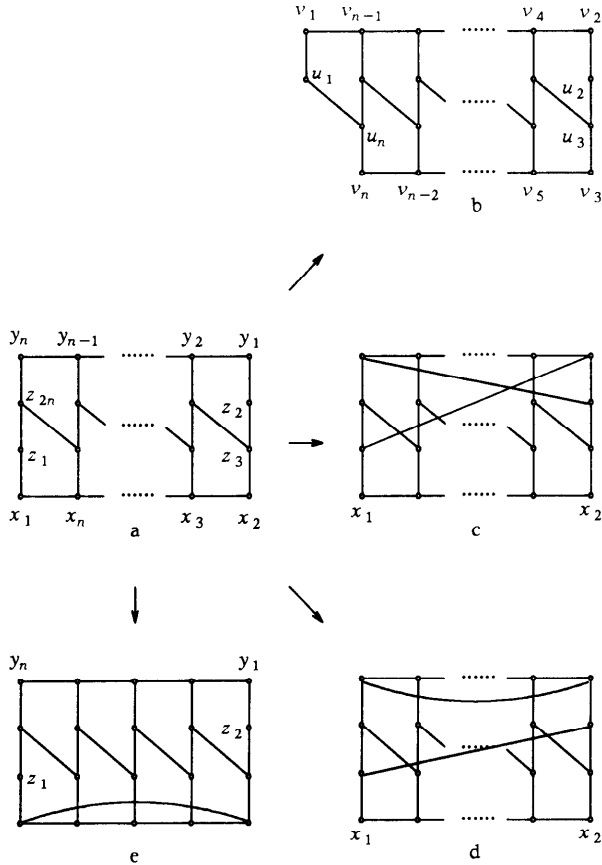 v1 vn−1 ...... v4 v2
u1 u2
......
un u3
vn vn−2 ...... v5 v3
b
yn yn−1 ...... y2 y1
z2n z2
......
z1 z3
x1 xn ...... x3 x2
a
......
......
......
x1 x2
c
yn y1
z2
z1
e
......
......
......
x1 x2
d